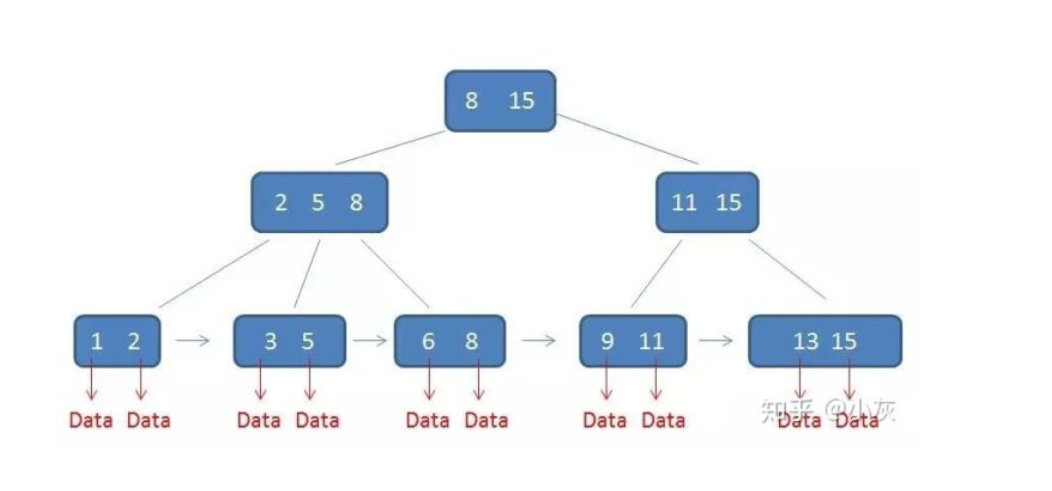 8 15
2 5 8
11 15
1 2
3 5
6 8
9 11
13 15
Data Data
Data Data
Data Data
Data Data
Data Data
知乎 @小灰